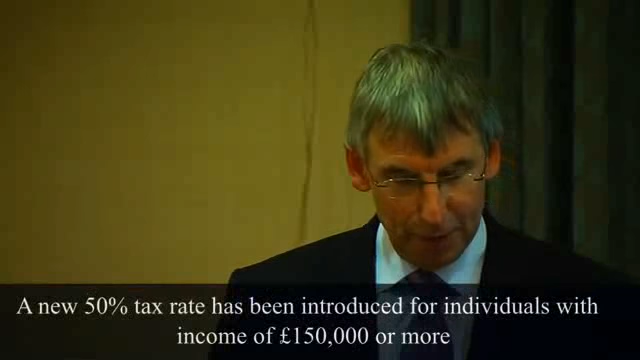 A new 50% tax rate has been introduced for individuals with
income of £150,000 or more